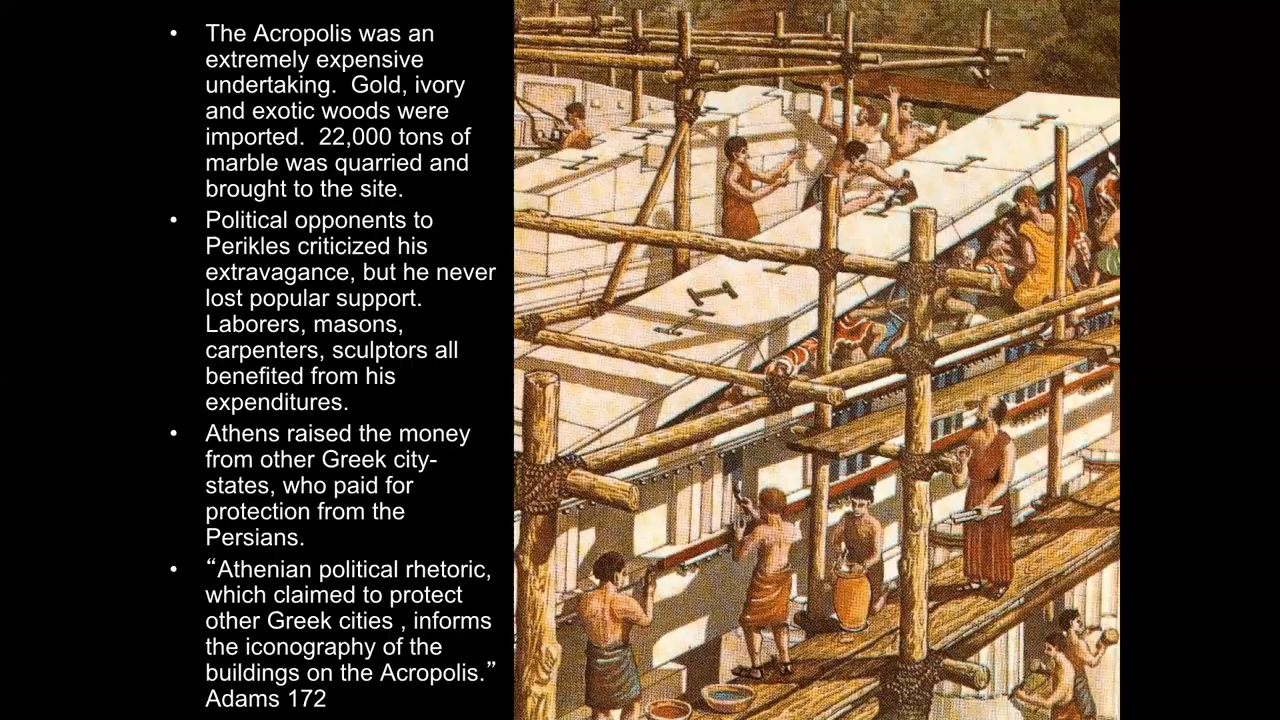 • The Acropolis was an
extremely expensive
undertaking.  Gold, ivory
and exotic woods were
imported.  22,000 tons of
marble was quarried and
brought to the site.
• Political opponents to
Perikles criticized his
extravagance, but he never
lost popular support.
Laborers, masons,
carpenters, sculptors all
benefited from his
expenditures.
• Athens raised the money
from other Greek city-
states, who paid for
protection from the
Persians.
• “Athenian political rhetoric,
which claimed to protect
other Greek cities , informs
the iconography of the
buildings on the Acropolis.”
Adams 172